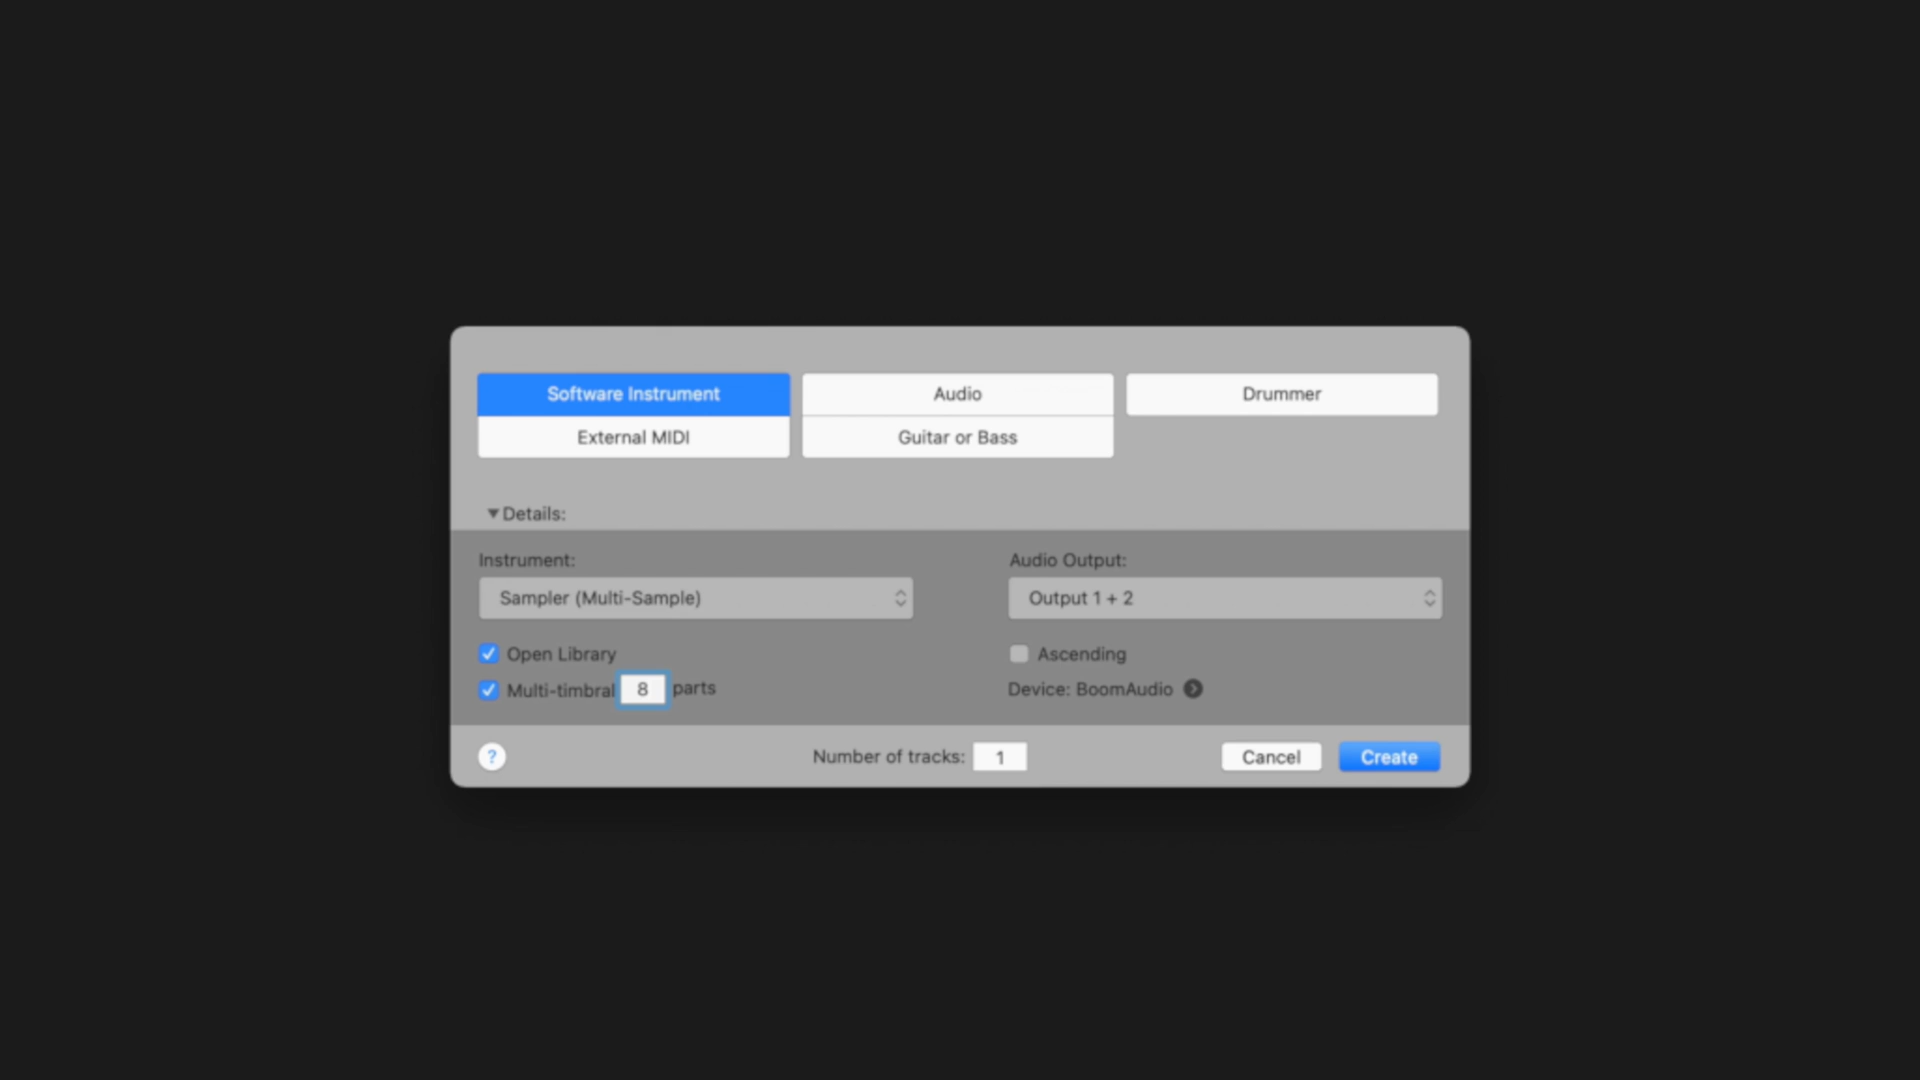 Software Instrument
Audio
Drummer
External MIDI
Guitar or Bass
Details:
Instrument:
Audio Output:
Sampler (Multi-Sample)
Output 1 + 2
Open Library
Ascending
Multi-timbral 8 parts
Device: BoomAudio
?
Number of tracks: 1
Cancel
Create